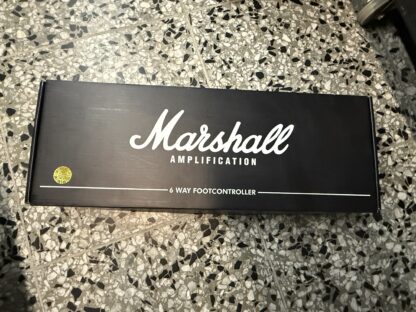 Marshall
AMPLIFICATION
6 WAY FOOTCONTROLLER